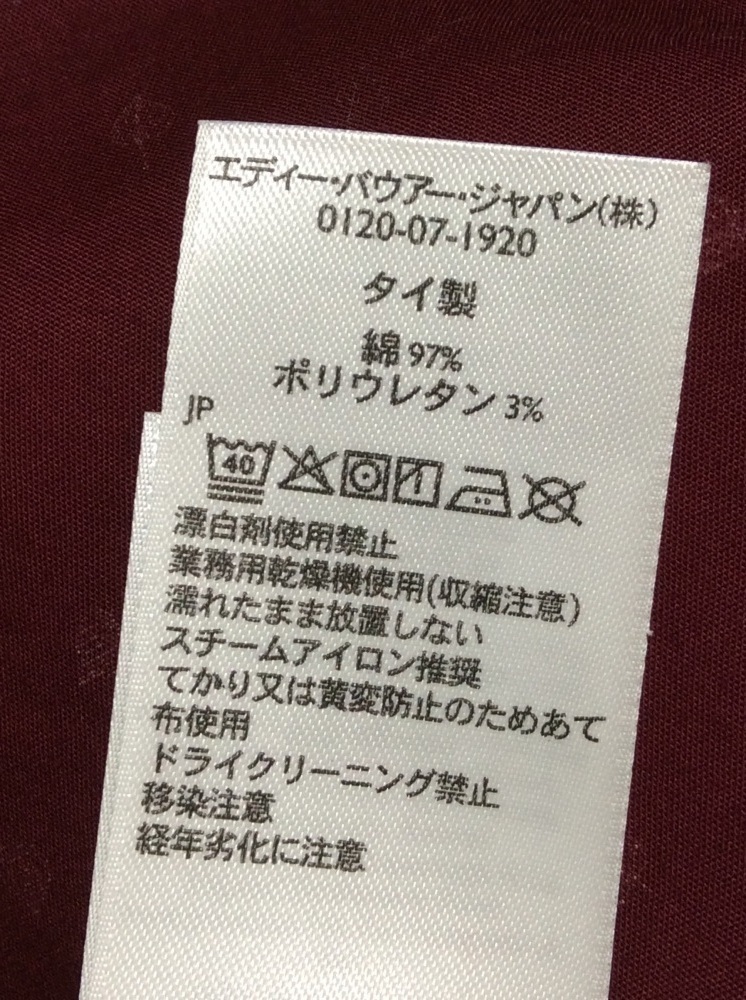 エディー・バウアー・ジャパン(株)
0120-07-1920
タイ製
綿 97%
ポリウレタン 3%
JP
40
漂白剤使用禁止
業務用乾燥機使用(収縮注意)
濡れたまま放置しない
スチームアイロン推奨
てかり又は黄変防止のためあて
布使用
ドライクリーニング禁止
移染注意
経年劣化に注意